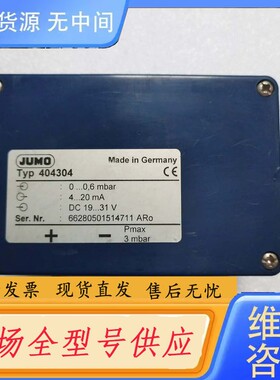 货源 无中间
JUMO
Made in Germany
Typ 404304
CE
0...0,6 mbar
4...20 mA
DC 19...31 V
Ser. Nr.: 66280501514711 ARo
+ − Pmax
3 mbar
发票 现货直发 售后无忧
场全型号供应
维
咨